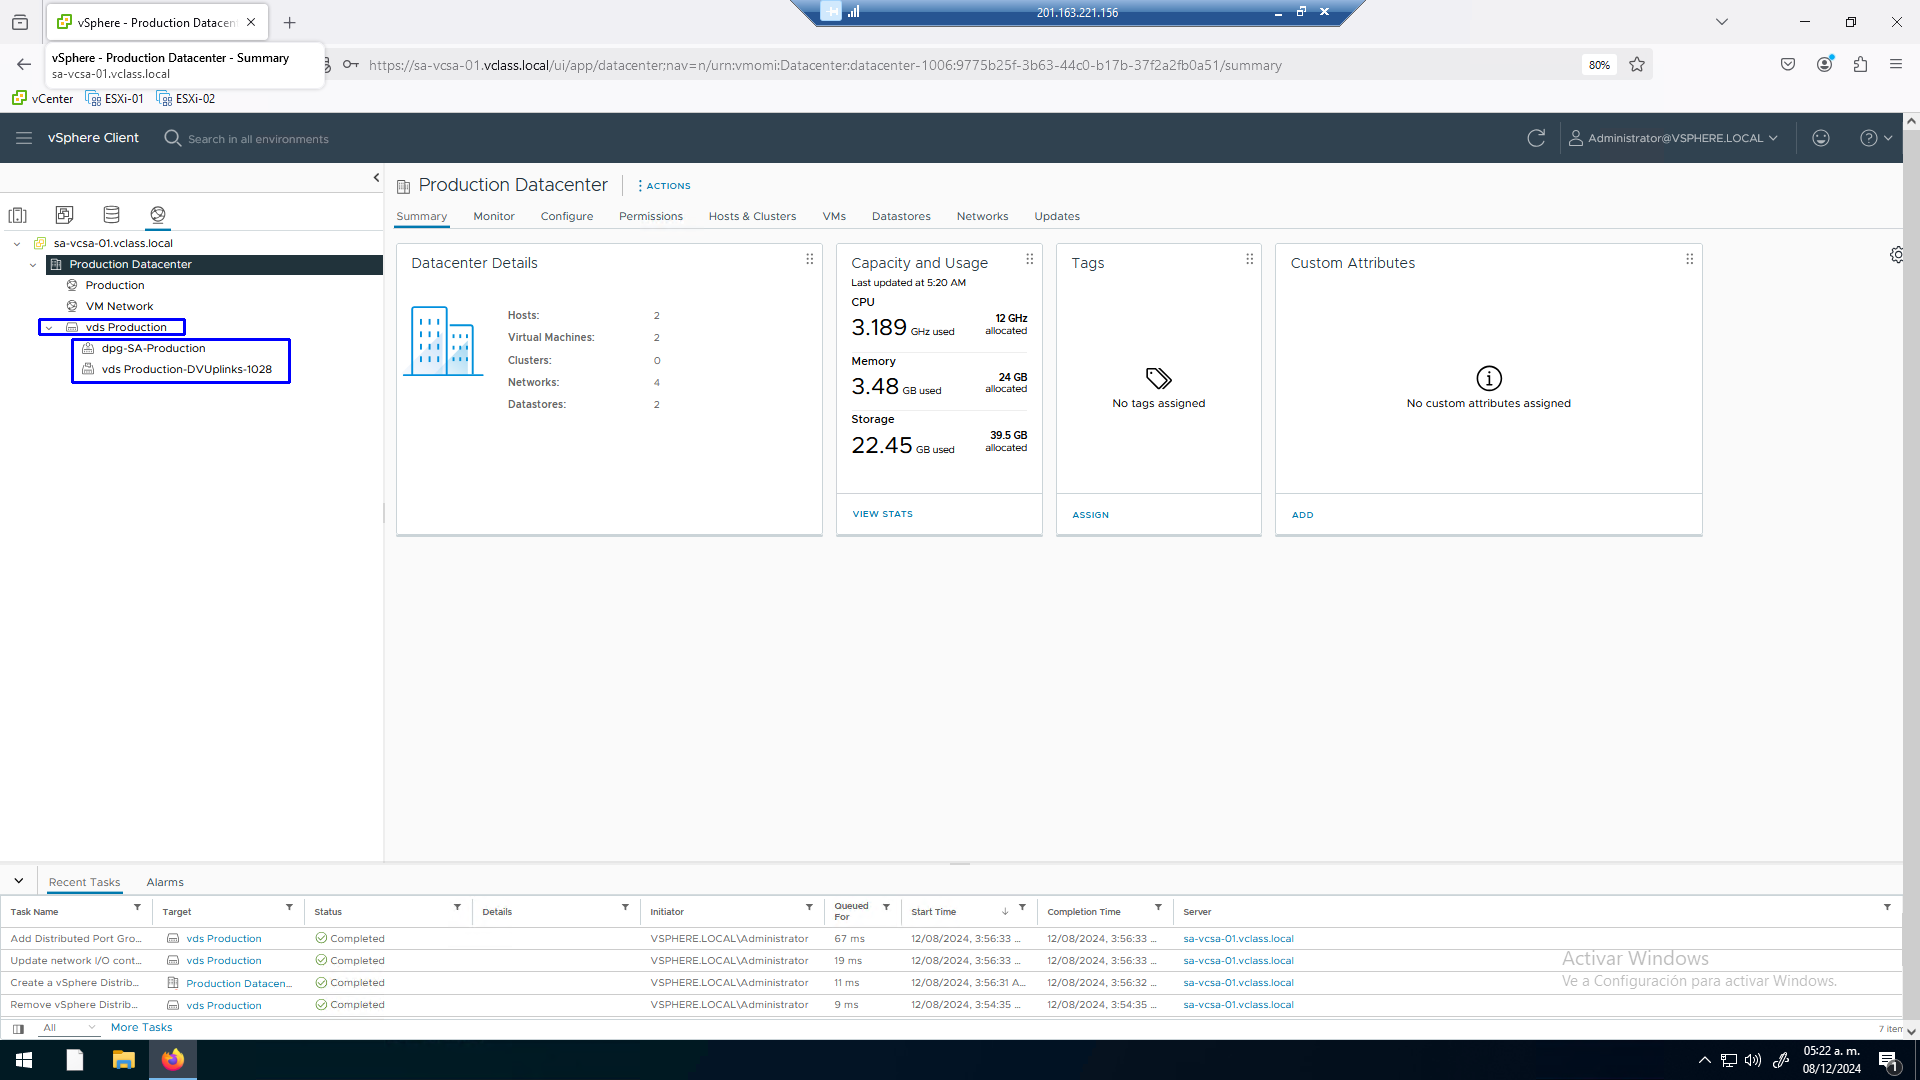 vSphere - Production Datacen
201.163.221.156
vSphere - Production Datacenter - Summary
sa-vcsa-01.vclass.local
https://sa-vcsa-01.vclass.local/ui/app/datacenter;nav=n/urn:vmomi:Datacenter:datacenter-1006:9775b25f-3b63-44c0-b17b-37f2a2fb0a51/summary
80%
vCenter ESXi-01 ESXi-02
vSphere Client
Search in all environments
Administrator@VSPHERE.LOCAL
Production Datacenter
ACTIONS
Summary Monitor Configure Permissions Hosts & Clusters VMs Datastores Networks Updates
sa-vcsa-01.vclass.local
Production Datacenter
Production
VM Network
vds Production
dpg-SA-Production
vds Production-DVUplinks-1028
Datacenter Details
Hosts: 2
Virtual Machines: 2
Clusters: 0
Networks: 4
Datastores: 2
Capacity and Usage
Last updated at 5:20 AM
CPU
3.189 GHz used
12 GHz allocated
Memory
3.48 GB used
24 GB allocated
Storage
22.45 GB used
39.5 GB allocated
VIEW STATS
Tags
No tags assigned
ASSIGN
Custom Attributes
No custom attributes assigned
ADD
Recent Tasks Alarms
Task Name Target Status Details Initiator Queued For Start Time Completion Time Server
Add Distributed Port Gro... vds Production Completed VSPHERE.LOCAL\Administrator 67 ms 12/08/2024, 3:56:33 ... 12/08/2024, 3:56:33 ... sa-vcsa-01.vclass.local
Update network I/O cont... vds Production Completed VSPHERE.LOCAL\Administrator 19 ms 12/08/2024, 3:56:33 ... 12/08/2024, 3:56:33 ... sa-vcsa-01.vclass.local
Create a vSphere Distrib... Production Datacen... Completed VSPHERE.LOCAL\Administrator 11 ms 12/08/2024, 3:56:31 A... 12/08/2024, 3:56:32 ... sa-vcsa-01.vclass.local
Remove vSphere Distrib... vds Production Completed VSPHERE.LOCAL\Administrator 9 ms 12/08/2024, 3:54:35 ... 12/08/2024, 3:54:35 ... sa-vcsa-01.vclass.local
Activar Windows
Ve a Configuración para activar Windows.
All More Tasks
7 item
05:22 a. m.
08/12/2024
1